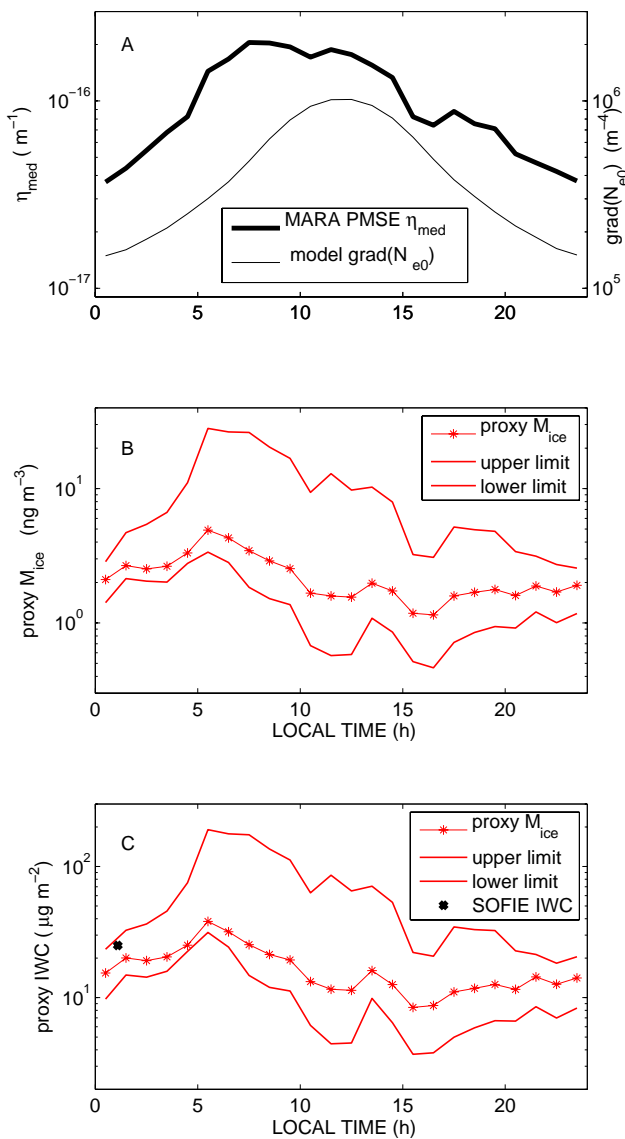 A
10^−16
10^−17
η_med ( m^−1)
10^6
10^5
grad(N_e0) (m^−4)
MARA PMSE η_med
model grad(N_e0)
0 5 10 15 20
B
10^1
10^0
proxy M_ice (ng m^−3)
proxy M_ice
upper limit
lower limit
0 5 10 15 20
LOCAL TIME (h)
C
10^2
10^1
proxy IWC ( μg m^−2)
proxy M_ice
upper limit
lower limit
SOFIE IWC
0 5 10 15 20
LOCAL TIME (h)